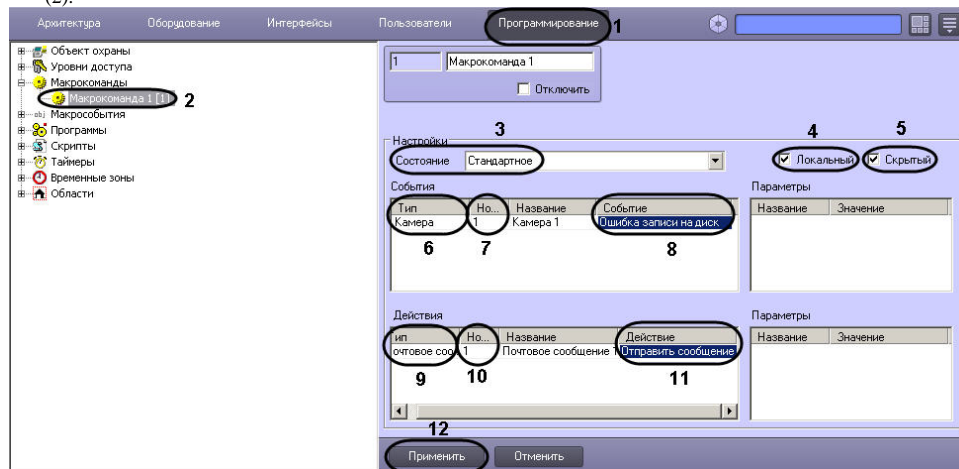 (2).
Архитектура Оборудование Интерфейсы Пользователи Программирование 1
Объект охраны
Уровни доступа
Макрокоманды
Макрокоманда 1 [1] 2
obj Макрособытия
Программы
Скрипты
Таймеры
Временные зоны
Области
1 Макрокоманда 1
Отключить
Настройки 3 4 5
Состояние Стандартное Локальный Скрытый
События Параметры
Тип Но... Название Событие Название Значение
Камера 1 Камера 1 Ошибка записи на диск
6 7 8
Действия Параметры
ип Но... Название Действие Название Значение
очтовое соо 1 Почтовое сообщение 1 Отправить сообщение
9 10 11
12
Применить Отменить